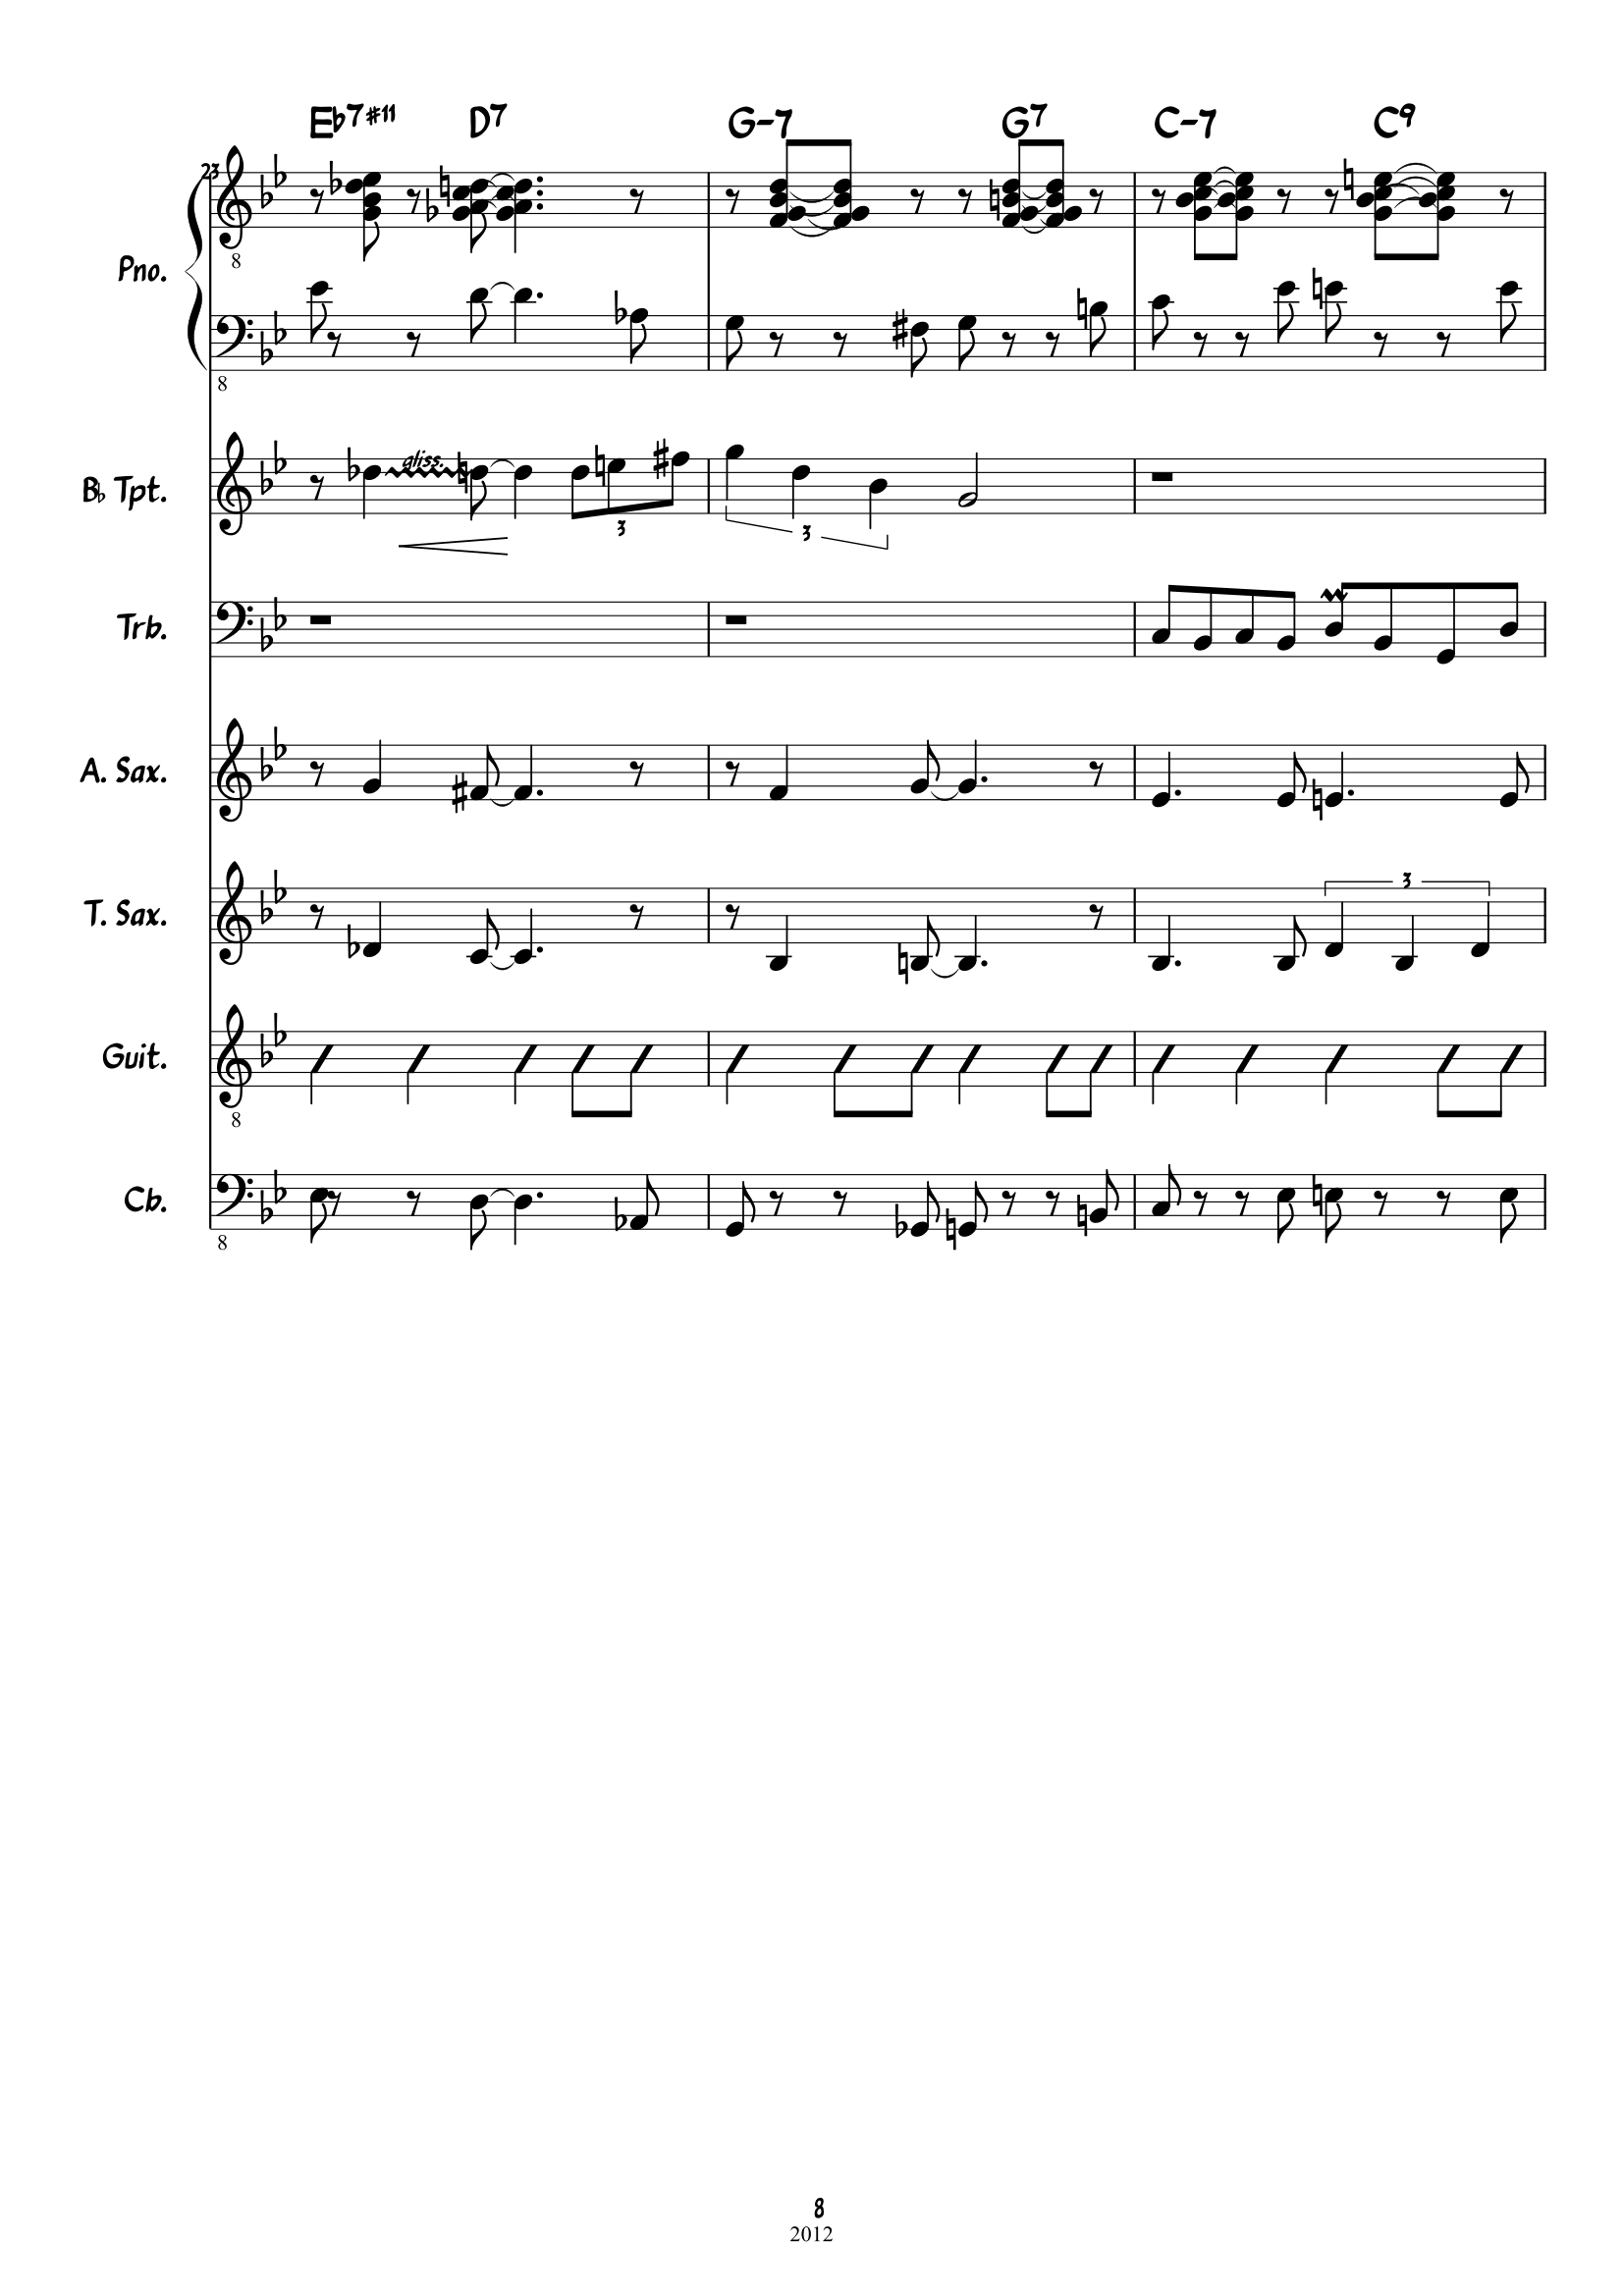 E♭7#11 D7 G-7 G7 C-7 C9
23
8
Pno.
8
gliss.
B♭ Tpt.
3 3
Trb.
A. Sax.
3
T. Sax.
Guit.
8
Cb.
8
8
2012